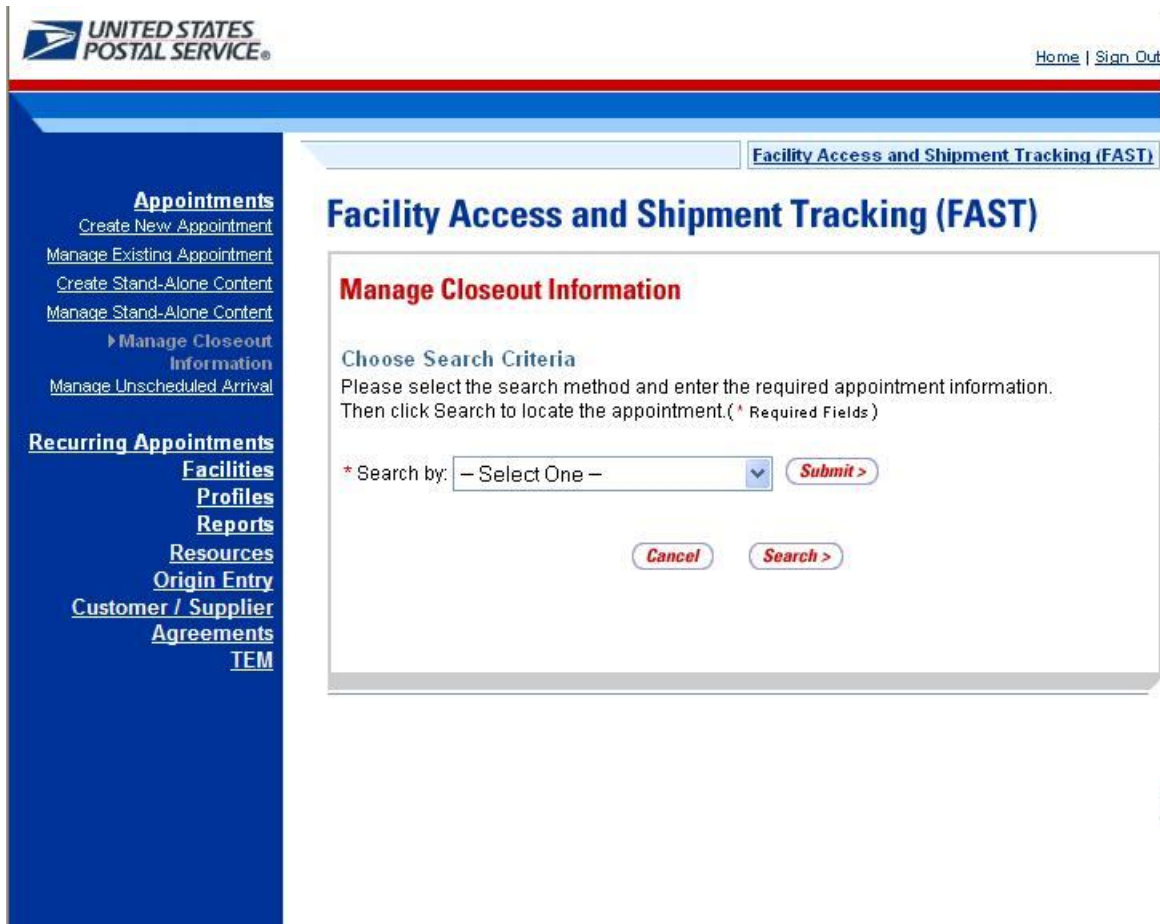 UNITED STATES
POSTAL SERVICE®
Home | Sign Out
Facility Access and Shipment Tracking (FAST)
Appointments
Create New Appointment
Manage Existing Appointment
Create Stand-Alone Content
Manage Stand-Alone Content
Manage Closeout
Information
Manage Unscheduled Arrival
Recurring Appointments
Facilities
Profiles
Reports
Resources
Origin Entry
Customer / Supplier
Agreements
TEM
Facility Access and Shipment Tracking (FAST)
Manage Closeout Information
Choose Search Criteria
Please select the search method and enter the required appointment information.
Then click Search to locate the appointment.( * Required Fields )
* Search by: – Select One – Submit >
Cancel Search >